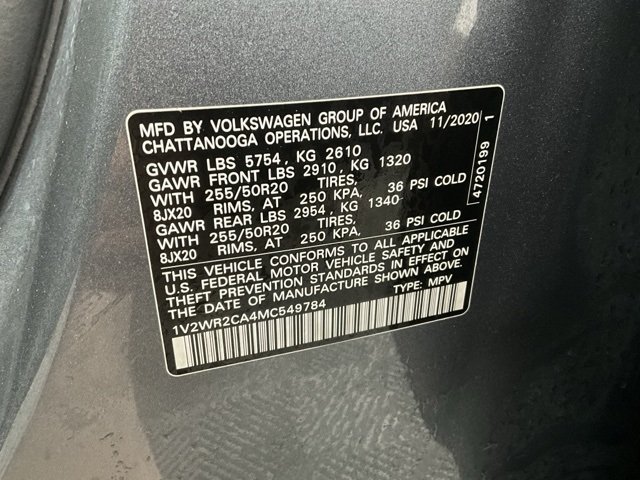 MFD BY VOLKSWAGEN GROUP OF AMERICA
CHATTANOOGA OPERATIONS, LLC. USA 11/2020
GVWR LBS 5754, KG 2610
GAWR FRONT LBS 2910, KG 1320
WITH 255/50R20 TIRES,
8JX20 RIMS, AT 250 KPA, 36 PSI COLD
GAWR REAR LBS 2954, KG 1340
WITH 255/50R20 TIRES,
8JX20 RIMS, AT 250 KPA, 36 PSI COLD
THIS VEHICLE CONFORMS TO ALL APPLICABLE
U.S. FEDERAL MOTOR VEHICLE SAFETY AND
THEFT PREVENTION STANDARDS IN EFFECT ON
THE DATE OF MANUFACTURE SHOWN ABOVE.
1V2WR2CA4MC549784 TYPE: MPV
4720199 1